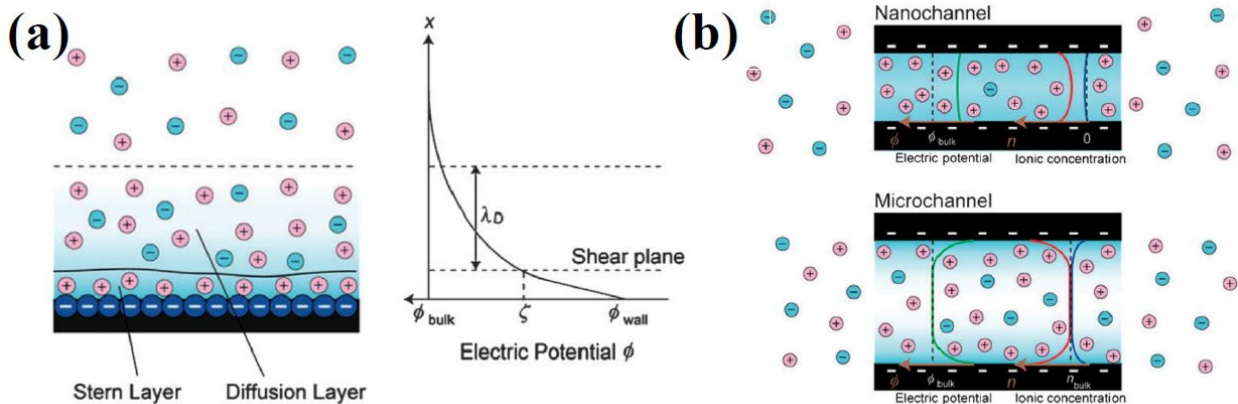 (a)
x
λD
Shear plane
ϕbulk
ζ
ϕwall
Electric Potential ϕ
Stern Layer
Diffusion Layer
(b)
Nanochannel
ϕ
ϕbulk
n
0
Electric potential
Ionic concentration
Microchannel
ϕ
ϕbulk
n
nbulk
Electric potential
Ionic concentration